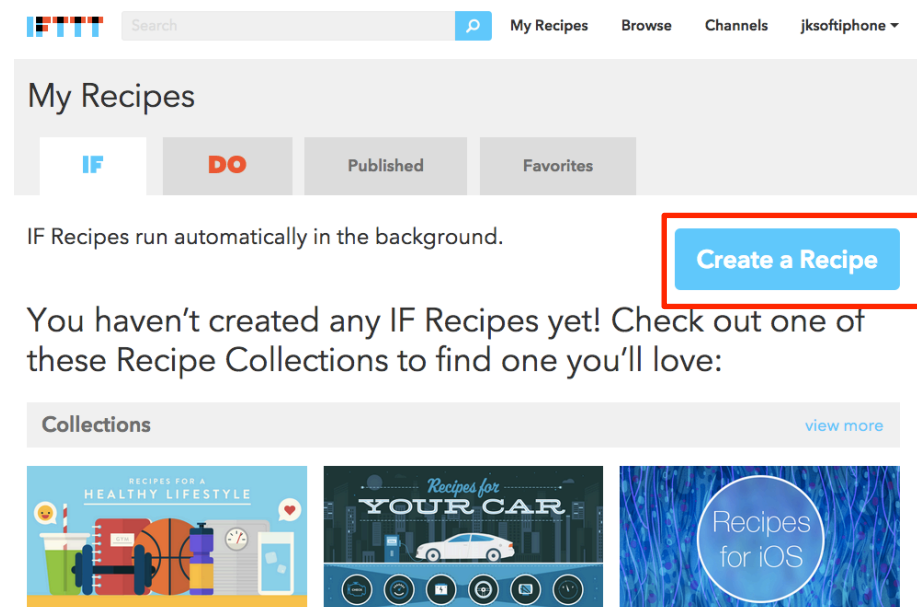 IFTTT
Search
My Recipes Browse Channels jksoftiphone
My Recipes
IF DO Published Favorites
IF Recipes run automatically in the background.
Create a Recipe
You haven't created any IF Recipes yet! Check out one of
these Recipe Collections to find one you'll love:
Collections
view more
RECIPES FOR A
HEALTHY LIFESTYLE
GYM
Recipes for
YOUR CAR
Recipes
for iOS